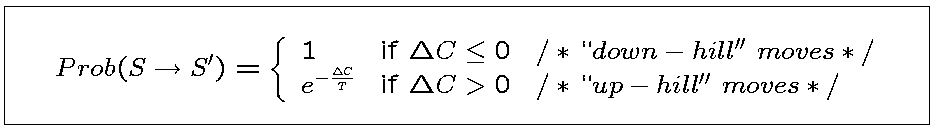 Prob(S → S′) = { 1 if ΔC ≤ 0 /* “down − hill″ moves */
e^{−ΔC/T} if ΔC > 0 /* “up − hill″ moves */